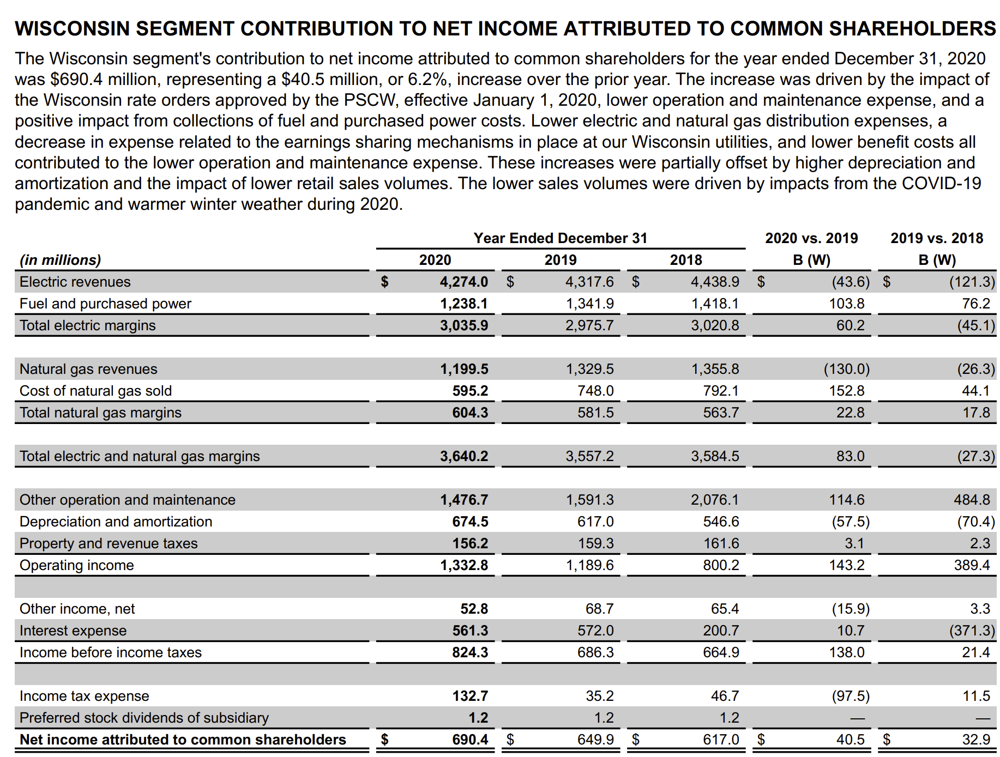 WISCONSIN SEGMENT CONTRIBUTION TO NET INCOME ATTRIBUTED TO COMMON SHAREHOLDERS
The Wisconsin segment's contribution to net income attributed to common shareholders for the year ended December 31, 2020
was $690.4 million, representing a $40.5 million, or 6.2%, increase over the prior year. The increase was driven by the impact of
the Wisconsin rate orders approved by the PSCW, effective January 1, 2020, lower operation and maintenance expense, and a
positive impact from collections of fuel and purchased power costs. Lower electric and natural gas distribution expenses, a
decrease in expense related to the earnings sharing mechanisms in place at our Wisconsin utilities, and lower benefit costs all
contributed to the lower operation and maintenance expense. These increases were partially offset by higher depreciation and
amortization and the impact of lower retail sales volumes. The lower sales volumes were driven by impacts from the COVID-19
pandemic and warmer winter weather during 2020.
Year Ended December 31 2020 vs. 2019 2019 vs. 2018
(in millions) 2020 2019 2018 B (W) B (W)
Electric revenues $ 4,274.0 $ 4,317.6 $ 4,438.9 $ (43.6) $ (121.3)
Fuel and purchased power 1,238.1 1,341.9 1,418.1 103.8 76.2
Total electric margins 3,035.9 2,975.7 3,020.8 60.2 (45.1)
Natural gas revenues 1,199.5 1,329.5 1,355.8 (130.0) (26.3)
Cost of natural gas sold 595.2 748.0 792.1 152.8 44.1
Total natural gas margins 604.3 581.5 563.7 22.8 17.8
Total electric and natural gas margins 3,640.2 3,557.2 3,584.5 83.0 (27.3)
Other operation and maintenance 1,476.7 1,591.3 2,076.1 114.6 484.8
Depreciation and amortization 674.5 617.0 546.6 (57.5) (70.4)
Property and revenue taxes 156.2 159.3 161.6 3.1 2.3
Operating income 1,332.8 1,189.6 800.2 143.2 389.4
Other income, net 52.8 68.7 65.4 (15.9) 3.3
Interest expense 561.3 572.0 200.7 10.7 (371.3)
Income before income taxes 824.3 686.3 664.9 138.0 21.4
Income tax expense 132.7 35.2 46.7 (97.5) 11.5
Preferred stock dividends of subsidiary 1.2 1.2 1.2 — —
Net income attributed to common shareholders $ 690.4 $ 649.9 $ 617.0 $ 40.5 $ 32.9